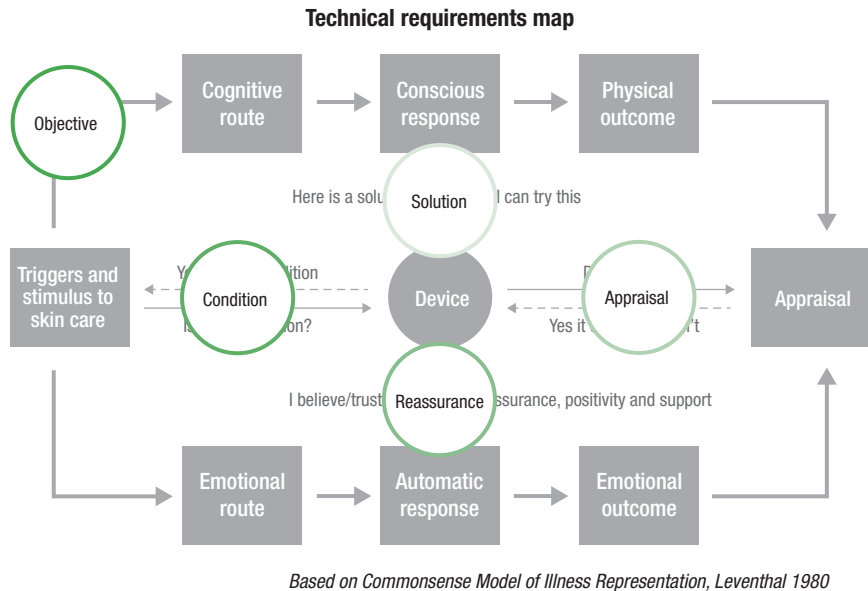 Technical requirements map
Objective
Cognitive
route
Conscious
response
Physical
outcome
Here is a
Solution
can try this
Triggers and
stimulus to
skin care
Condition
Device
Appraisal
Yes it
Appraisal
I believe/trust
Reassurance
, positivity and support
Emotional
route
Automatic
response
Emotional
outcome
Based on Commonsense Model of Illness Representation, Leventhal 1980